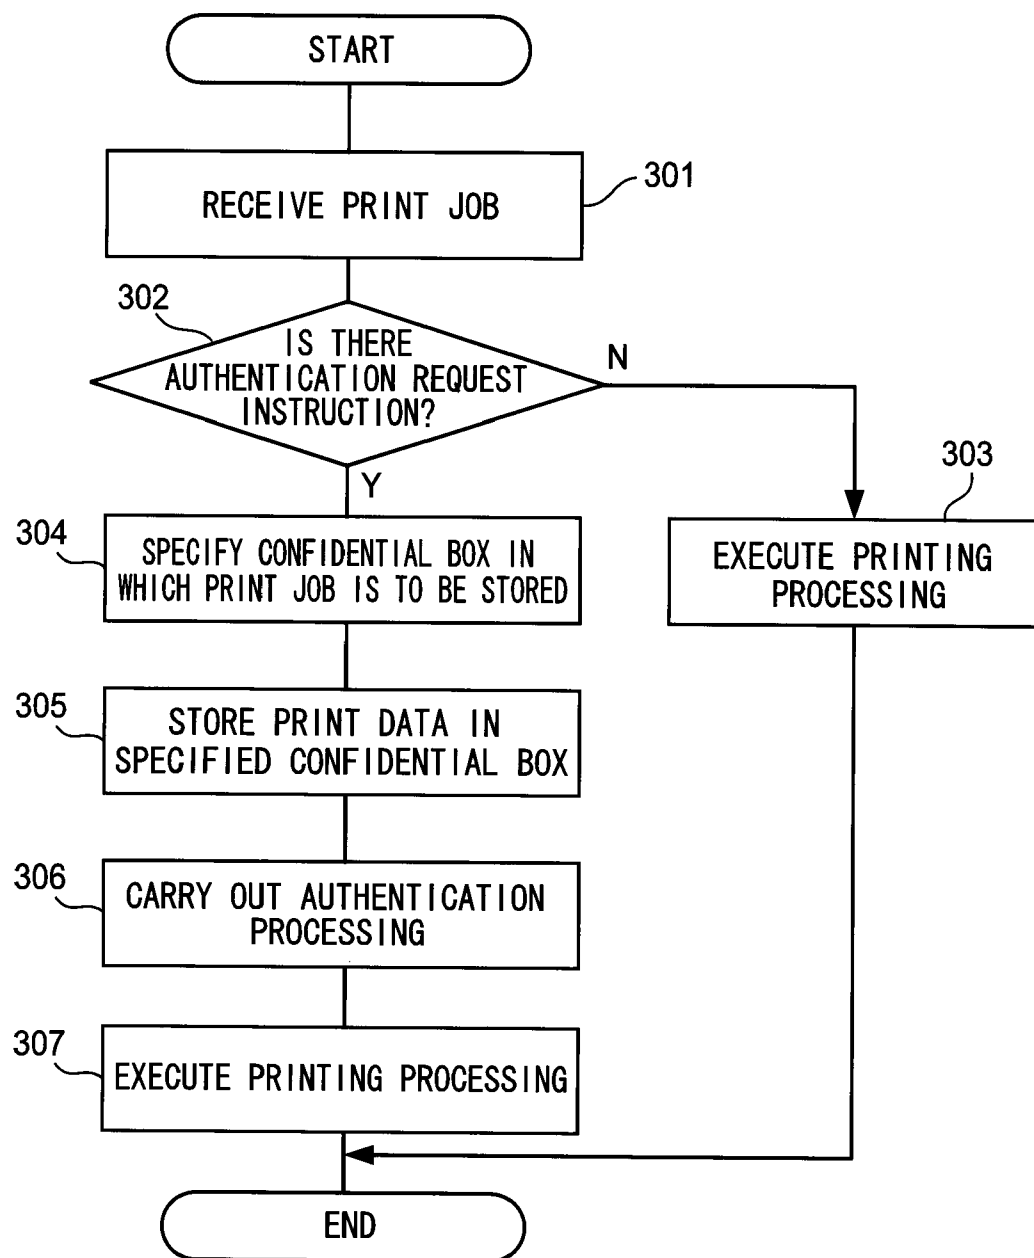 START
RECEIVE PRINT JOB
301
302
IS THERE
AUTHENTICATION REQUEST
INSTRUCTION?
N
Y
303
EXECUTE PRINTING
PROCESSING
304
SPECIFY CONFIDENTIAL BOX IN
WHICH PRINT JOB IS TO BE STORED
305
STORE PRINT DATA IN
SPECIFIED CONFIDENTIAL BOX
306
CARRY OUT AUTHENTICATION
PROCESSING
307
EXECUTE PRINTING PROCESSING
END